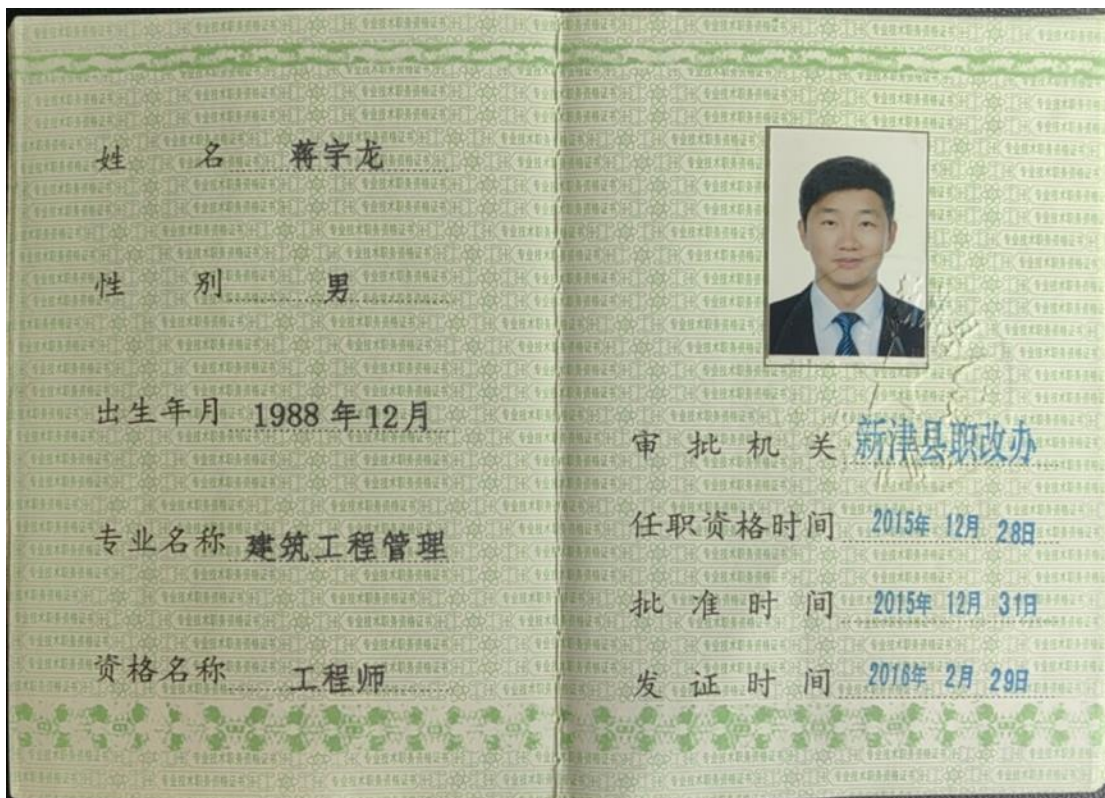 姓名 蒋宇龙
性别 男
出生年月 1988年12月
专业名称 建筑工程管理
资格名称 工程师
审批机关 新津县职改办
任职资格时间 2015年 12月 28日
批准时间 2015年 12月 31日
发证时间 2016年 2月 29日